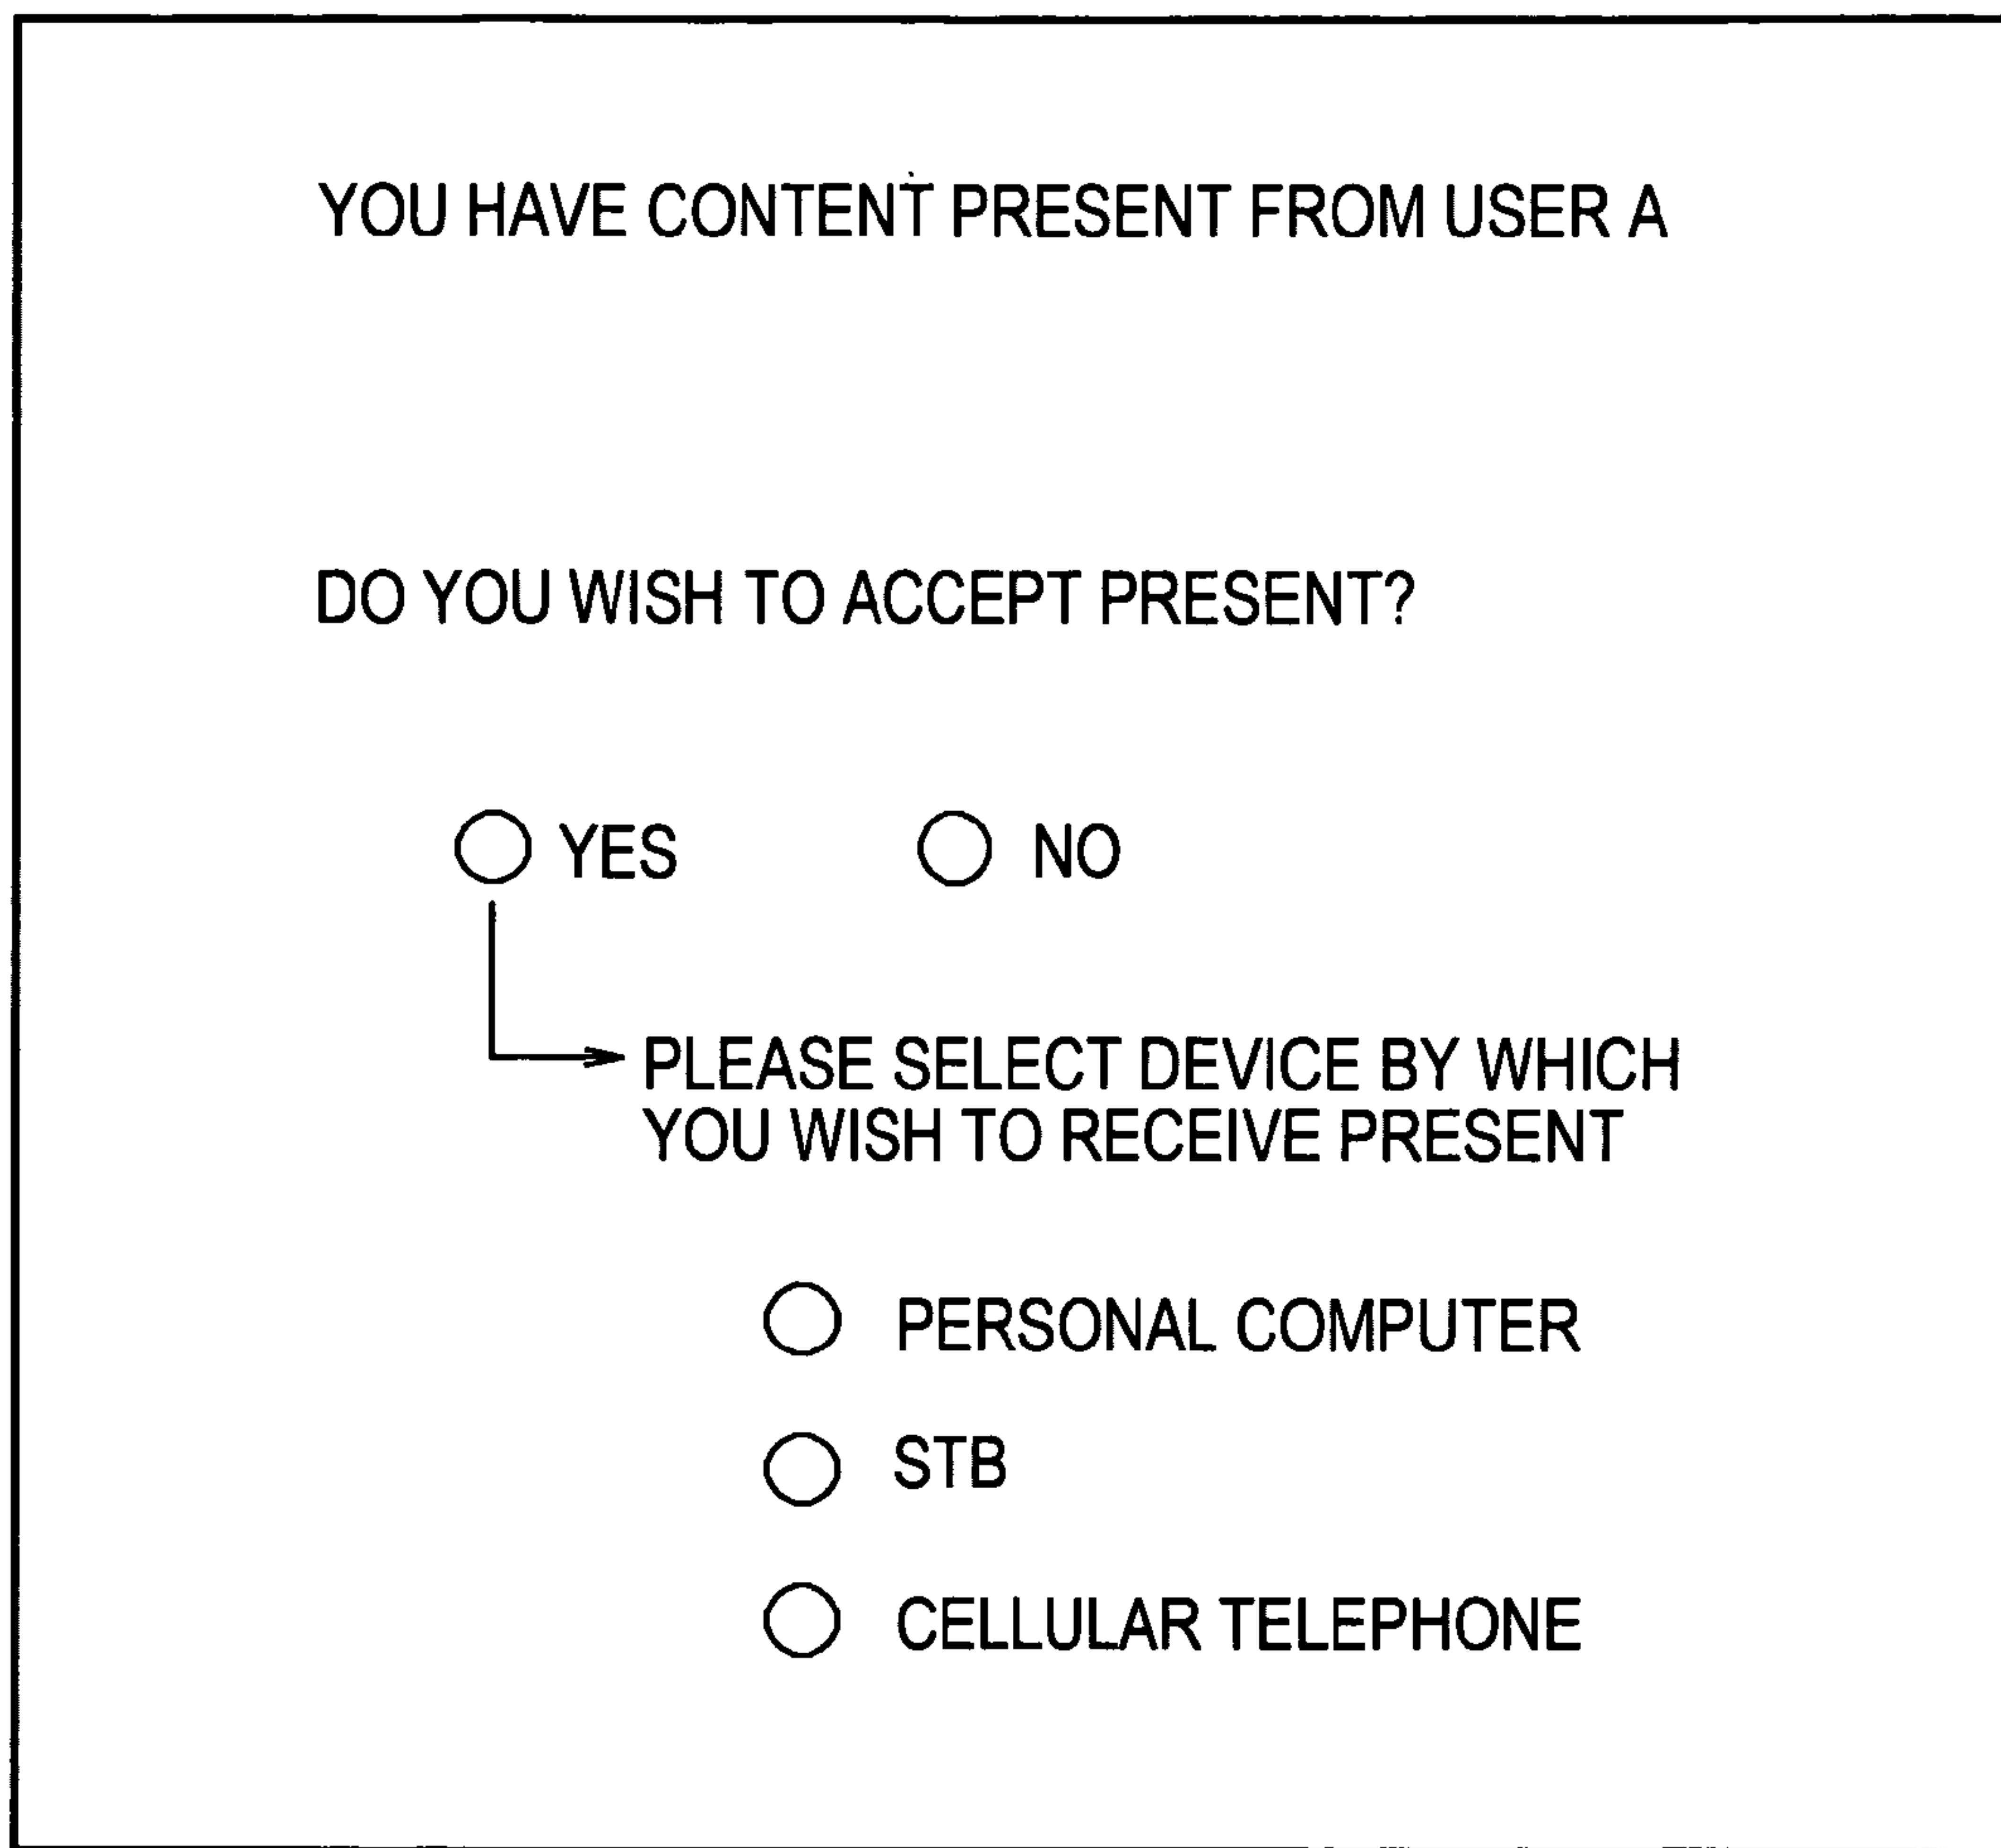 YOU HAVE CONTENT PRESENT FROM USER A
DO YOU WISH TO ACCEPT PRESENT?
YES NO
PLEASE SELECT DEVICE BY WHICH
YOU WISH TO RECEIVE PRESENT
PERSONAL COMPUTER
STB
CELLULAR TELEPHONE